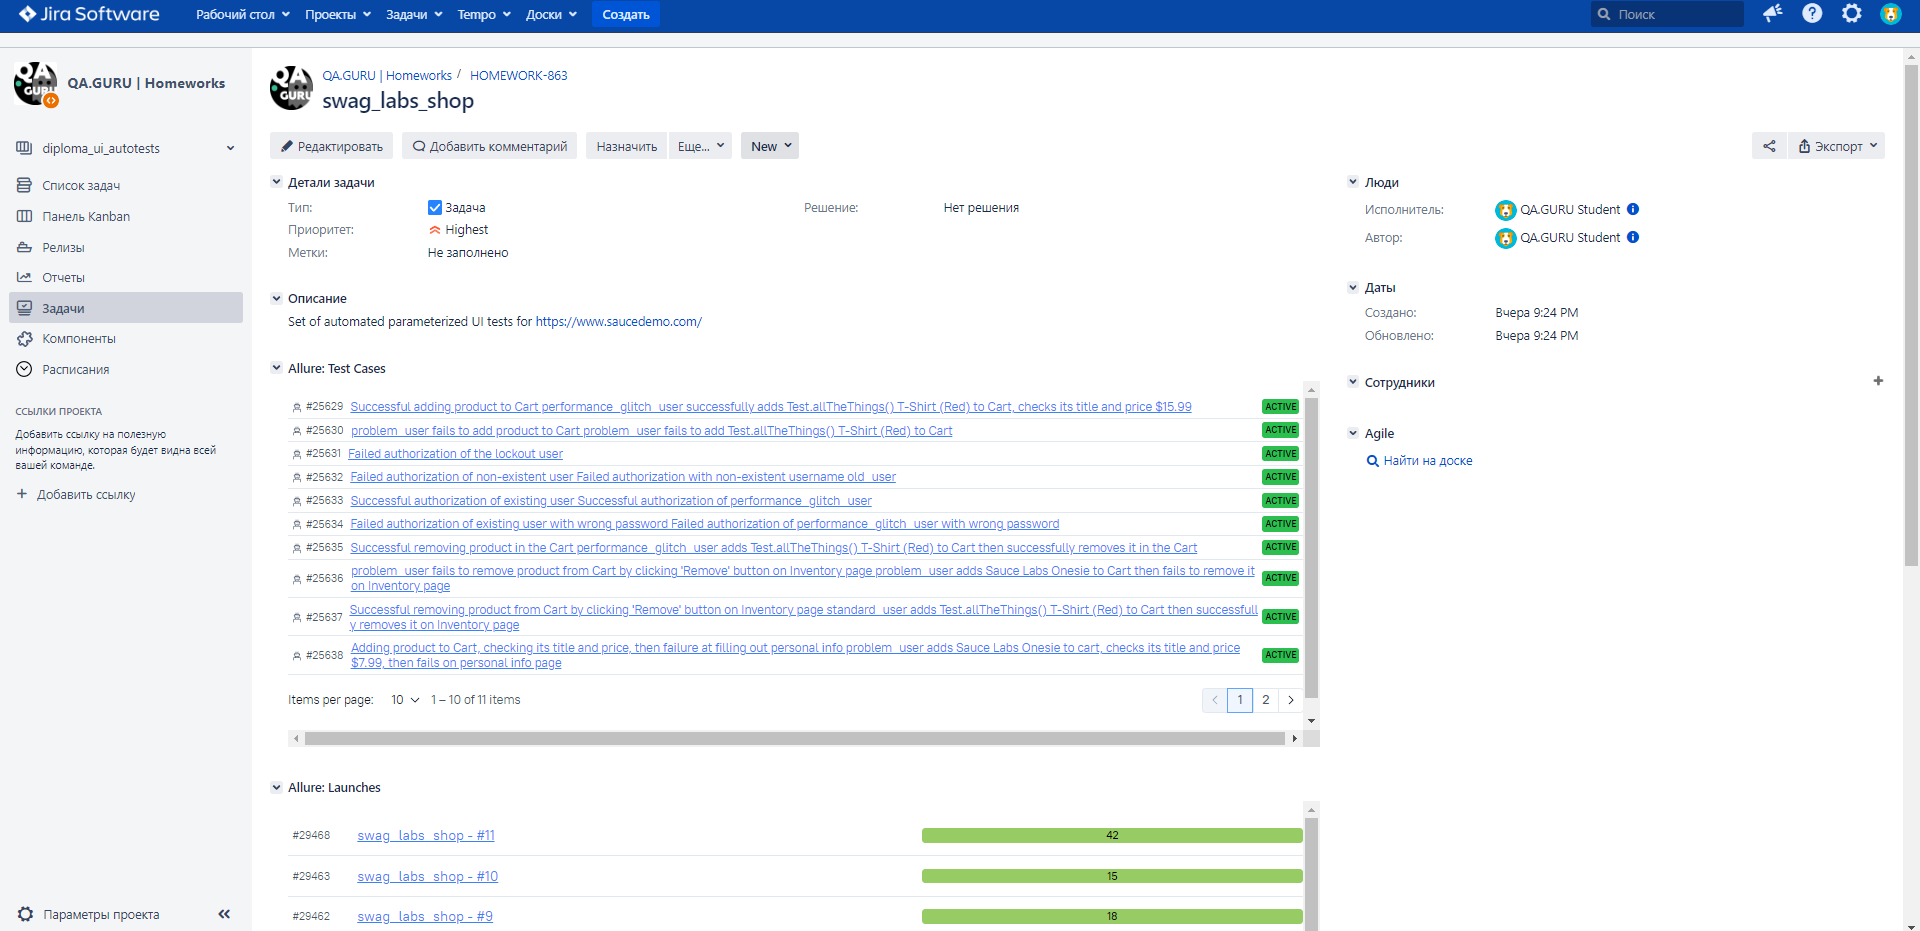 Jira Software
Рабочий стол
Проекты
Задачи
Tempo
Доски
Создать
Поиск
QA.GURU | Homeworks
diploma_ui_autotests
Список задач
Панель Kanban
Релизы
Отчеты
Задачи
Компоненты
Расписания
ССЫЛКИ ПРОЕКТА
Добавить ссылку на полезную
информацию, которая будет видна всей
вашей команде.
+ Добавить ссылку
Параметры проекта
QA.GURU | Homeworks / HOMEWORK-863
swag_labs_shop
Редактировать
Добавить комментарий
Назначить
Еще...
New
Экспорт
Детали задачи
Тип: Задача
Решение: Нет решения
Приоритет: Highest
Метки: Не заполнено
Описание
Set of automated parameterized UI tests for https://www.saucedemo.com/
Allure: Test Cases
#25629 Successful adding product to Cart performance_glitch_user successfully adds Test.allTheThings() T-Shirt (Red) to Cart, checks its title and price $15.99 ACTIVE
#25630 problem_user fails to add product to Cart problem_user fails to add Test.allTheThings() T-Shirt (Red) to Cart ACTIVE
#25631 Failed authorization of the lockout user ACTIVE
#25632 Failed authorization of non-existent user Failed authorization with non-existent username old_user ACTIVE
#25633 Successful authorization of existing user Successful authorization of performance_glitch_user ACTIVE
#25634 Failed authorization of existing user with wrong password Failed authorization of performance_glitch_user with wrong password ACTIVE
#25635 Successful removing product in the Cart performance_glitch_user adds Test.allTheThings() T-Shirt (Red) to Cart then successfully removes it in the Cart ACTIVE
#25636 problem_user fails to remove product from Cart by clicking 'Remove' button on Inventory page problem_user adds Sauce Labs Onesie to Cart then fails to remove it
on Inventory page ACTIVE
#25637 Successful removing product from Cart by clicking 'Remove' button on Inventory page standard_user adds Test.allTheThings() T-Shirt (Red) to Cart then successfull
y removes it on Inventory page ACTIVE
#25638 Adding product to Cart, checking its title and price, then failure at filling out personal info problem_user adds Sauce Labs Onesie to cart, checks its title and price
$7.99, then fails on personal info page ACTIVE
Items per page: 10 1 – 10 of 11 items
1 2
Allure: Launches
#29468 swag_labs_shop - #11 42
#29463 swag_labs_shop - #10 15
#29462 swag_labs_shop - #9 18
Люди
Исполнитель: QA.GURU Student
Автор: QA.GURU Student
Даты
Создано: Вчера 9:24 PM
Обновлено: Вчера 9:24 PM
Сотрудники
Agile
Найти на доске